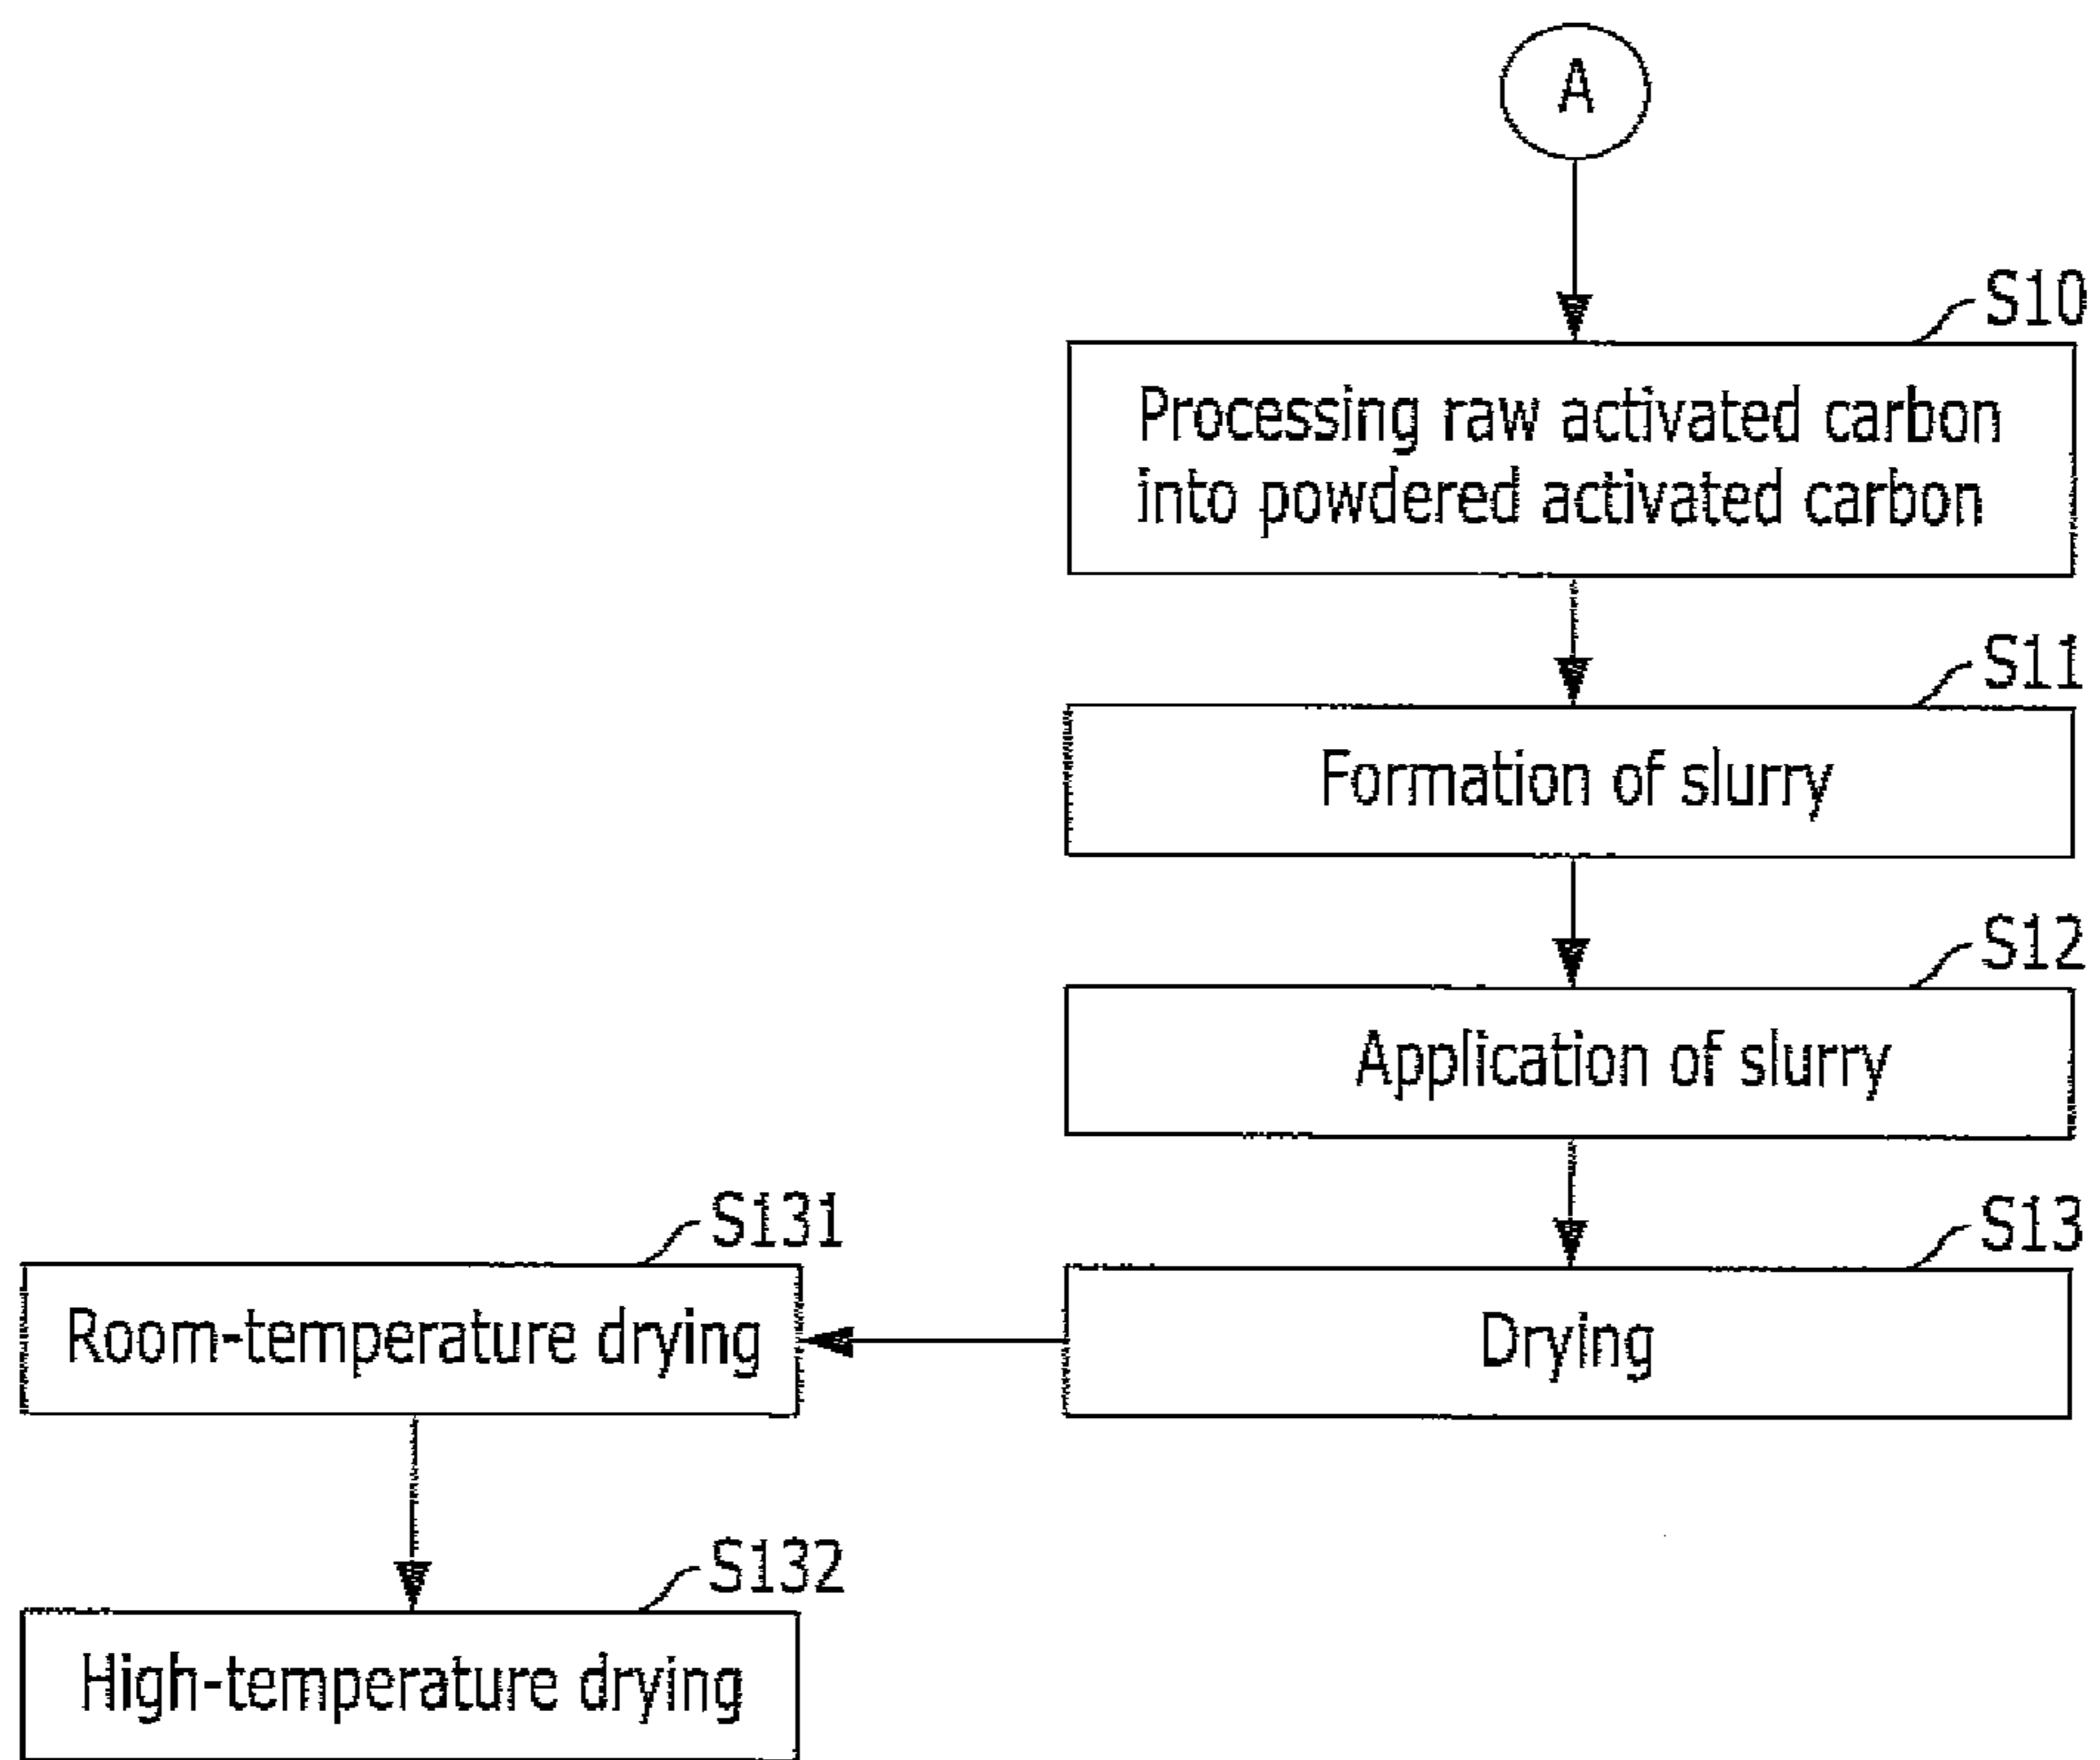 A
S10
Processing raw activated carbon
into powdered activated carbon
S11
Formation of slurry
S12
Application of slurry
S13
Drying
S131
Room-temperature drying
S132
High-temperature drying